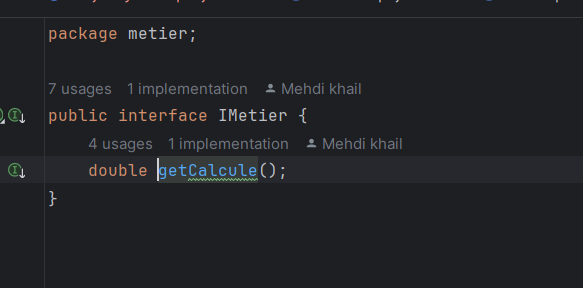 package metier;
7 usages 1 implementation Mehdi khail
public interface IMetier {
4 usages 1 implementation Mehdi khail
double getCalcule();
}